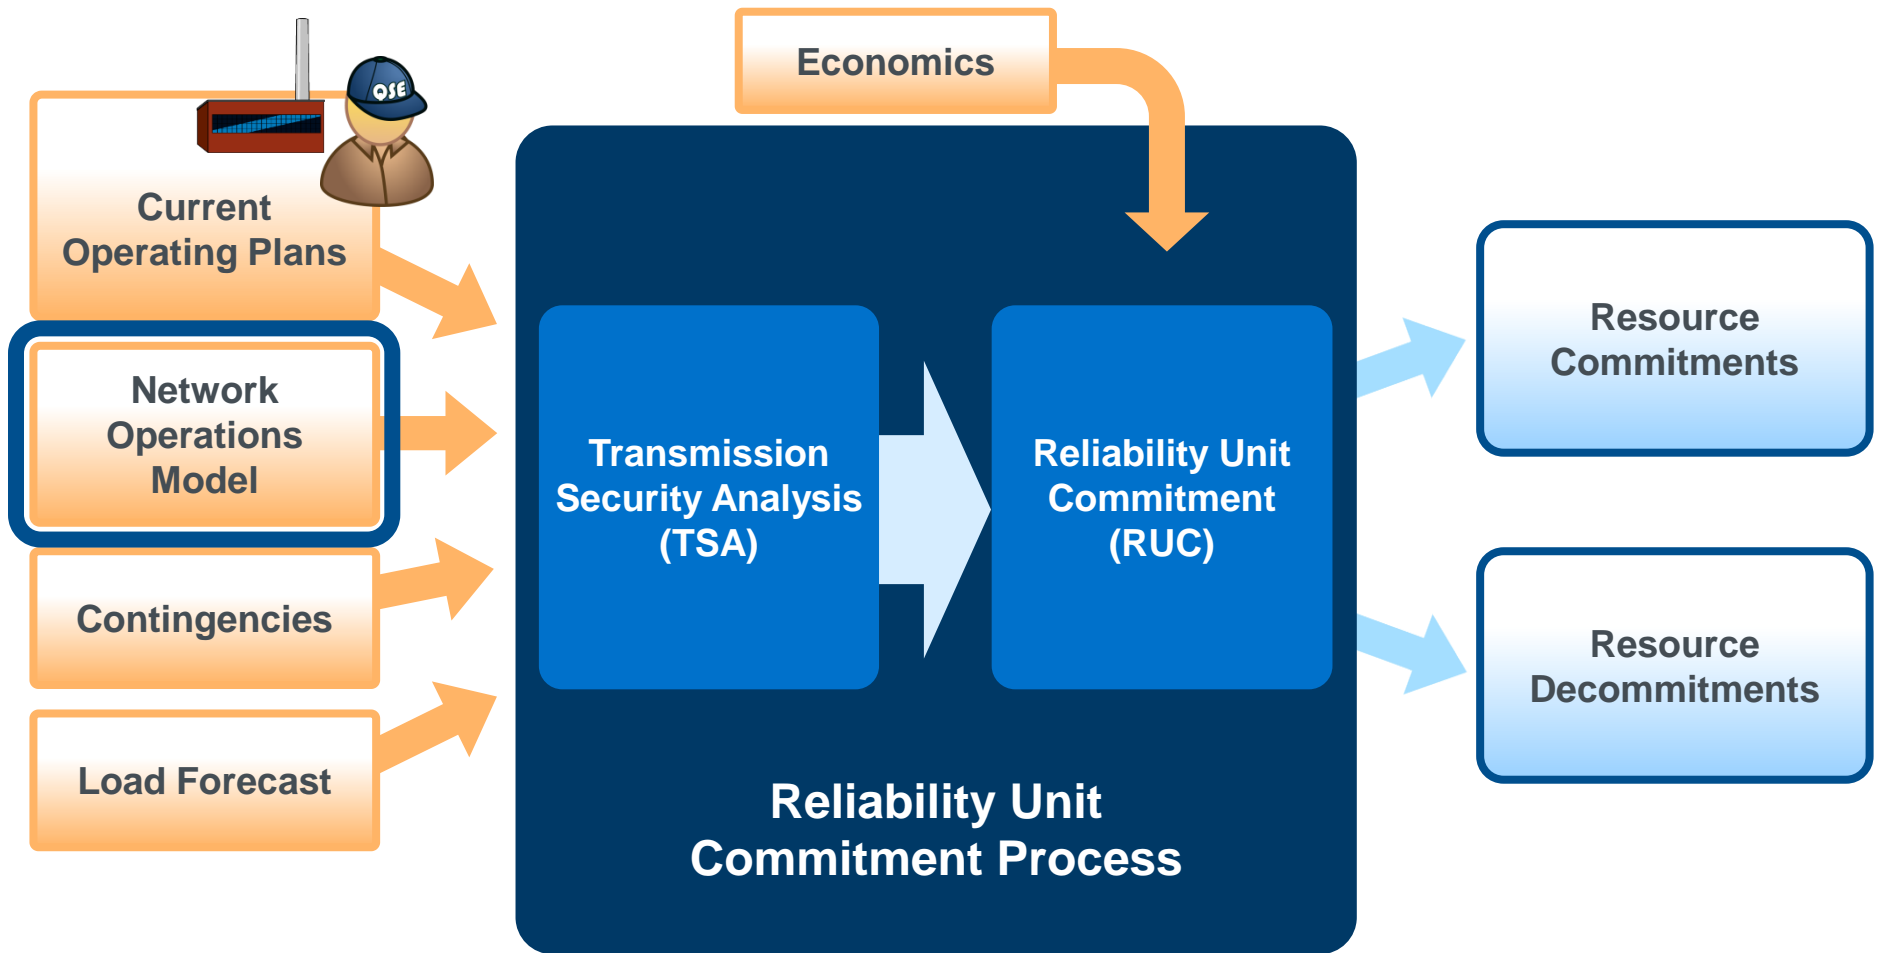 Economics
QSE
Current
Operating Plans
Network
Operations
Model
Contingencies
Load Forecast
Transmission
Security Analysis
(TSA)
Reliability Unit
Commitment
(RUC)
Reliability Unit
Commitment Process
Resource
Commitments
Resource
Decommitments